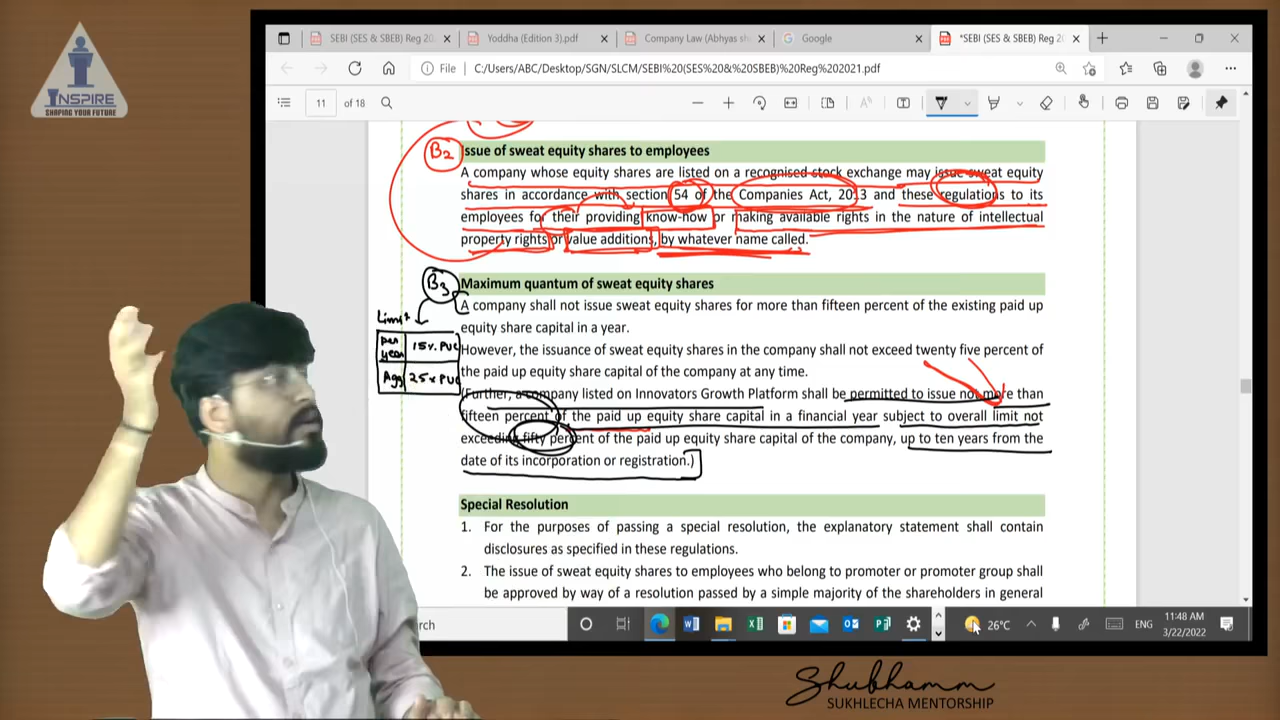 INSPIRE
SHAPING YOUR FUTURE
SEBI (SES & SBEB) Reg 20
Yoddha (Edition 3).pdf
Company Law (Abhyas sh
Google
*SEBI (SES & SBEB) Reg 2
File
C:/Users/ABC/Desktop/SGN/SLCM/SEBI%20(SES%20&%20SBEB)%20Reg%202021.pdf
11 of 18
B2
Issue of sweat equity shares to employees
A company whose equity shares are listed on a recognised stock exchange may issue sweat equity
shares in accordance with section 54 of the Companies Act, 2013 and these regulations to its
employees for their providing know-how or making available rights in the nature of intellectual
property rights or value additions, by whatever name called.
B3
Maximum quantum of sweat equity shares
A company shall not issue sweat equity shares for more than fifteen percent of the existing paid up
equity share capital in a year.
However, the issuance of sweat equity shares in the company shall not exceed twenty five percent of
the paid up equity share capital of the company at any time.
(Further, a company listed on Innovators Growth Platform shall be permitted to issue not more than
fifteen percent of the paid up equity share capital in a financial year subject to overall limit not
exceeding fifty percent of the paid up equity share capital of the company, up to ten years from the
date of its incorporation or registration.)
Limit
per year 15%. PUC
Agg 25% PUC
Special Resolution
1. For the purposes of passing a special resolution, the explanatory statement shall contain
disclosures as specified in these regulations.
2. The issue of sweat equity shares to employees who belong to promoter or promoter group shall
be approved by way of a resolution passed by a simple majority of the shareholders in general
rch
26°C
ENG
11:48 AM
3/22/2022
Shubhamm
SUKHLECHA MENTORSHIP